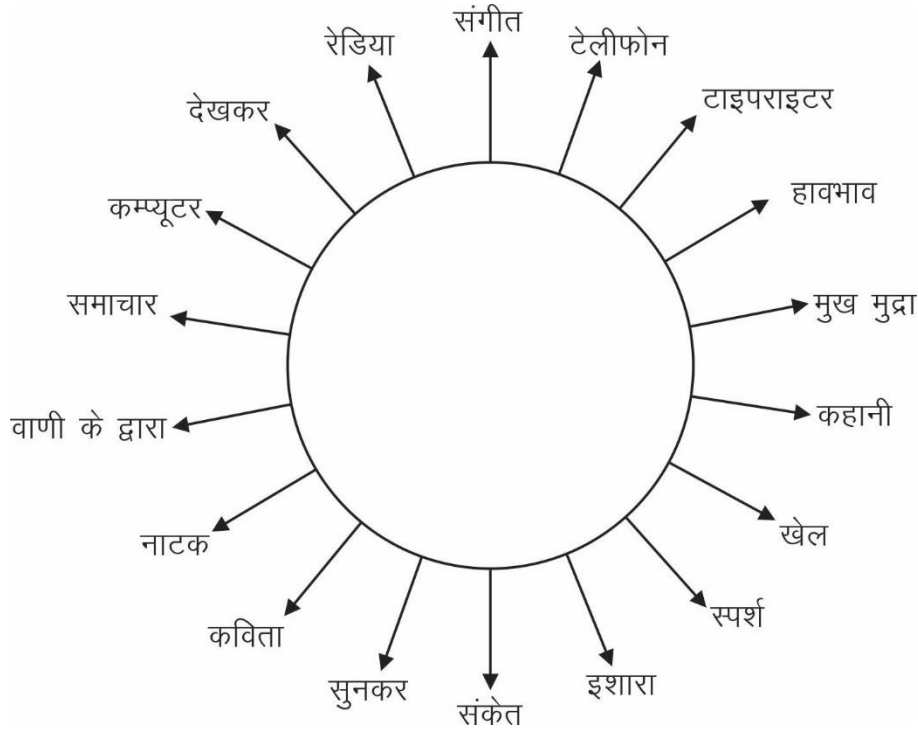 संगीत
टेलीफोन
टाइपराइटर
हावभाव
मुख मुद्रा
कहानी
खेल
स्पर्श
इशारा
संकेत
सुनकर
कविता
नाटक
वाणी के द्वारा
समाचार
कम्प्यूटर
देखकर
रेडिया